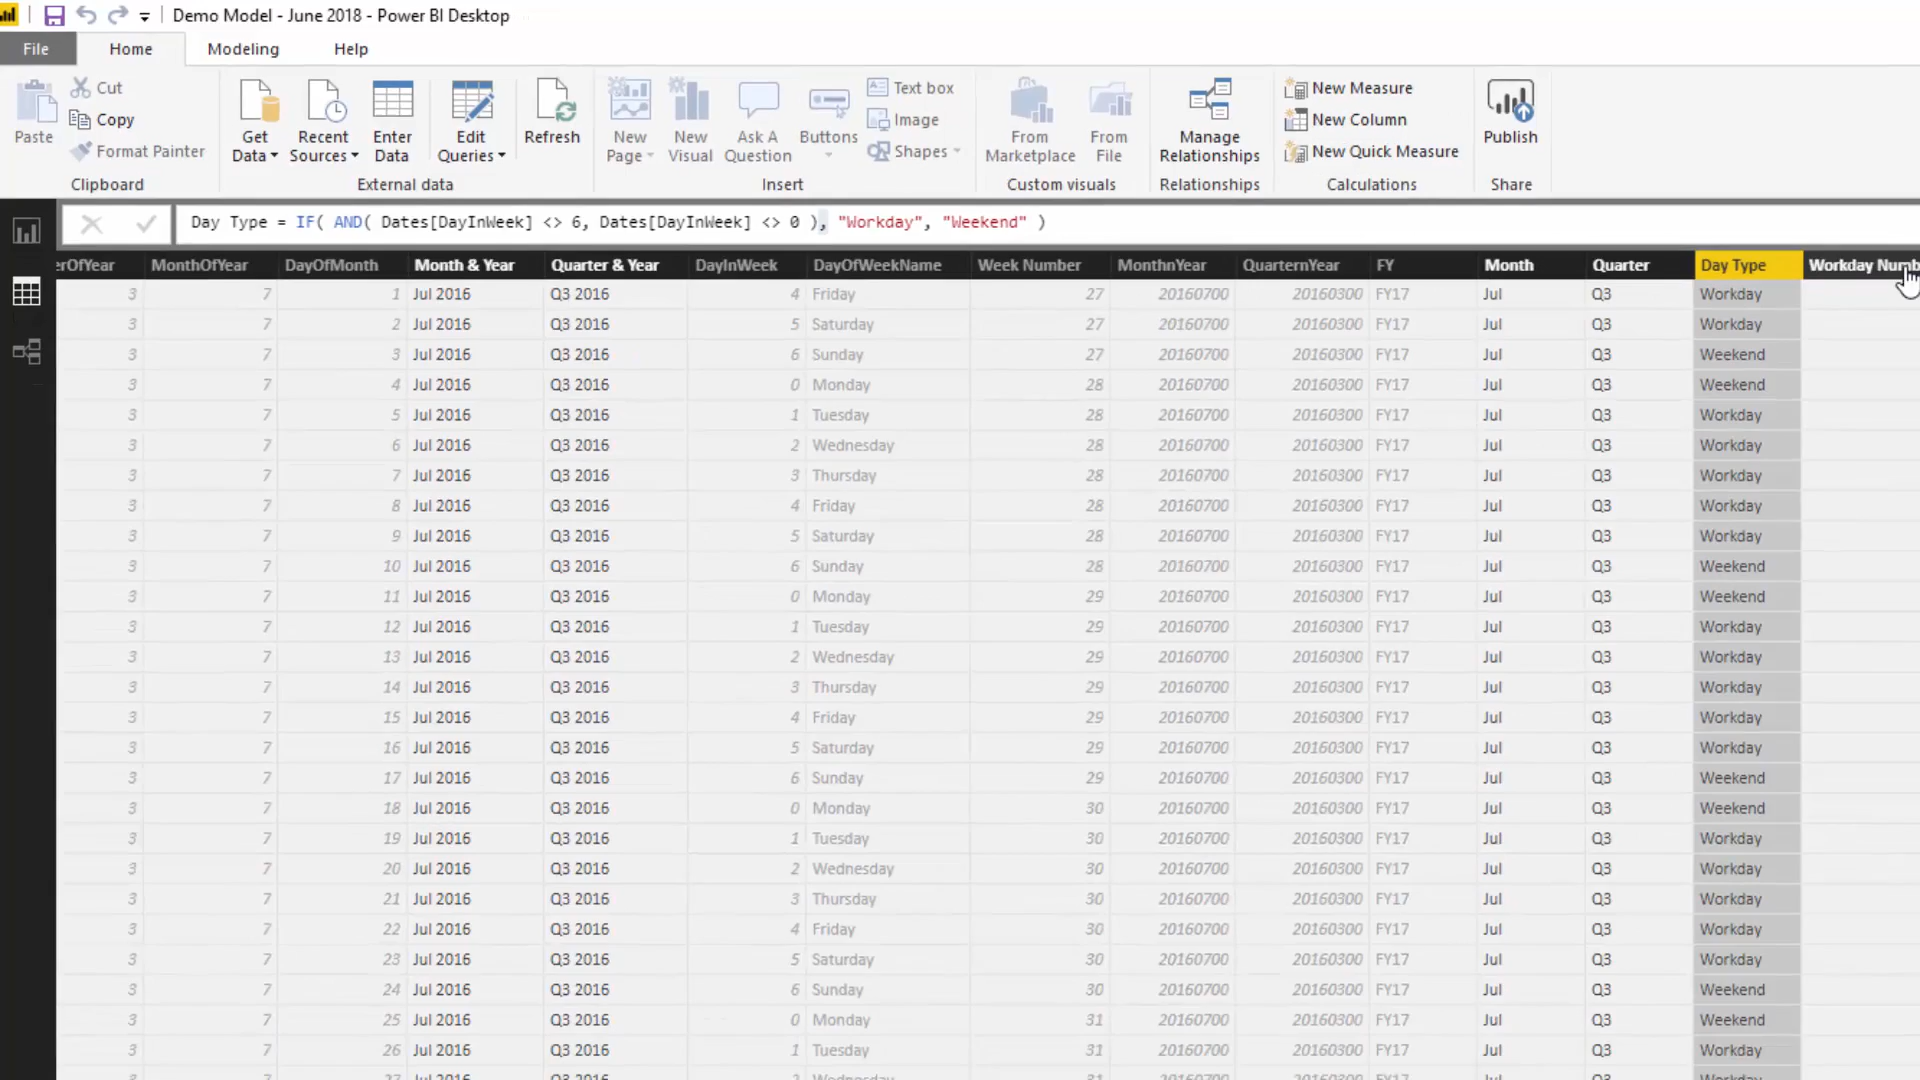 Demo Model - June 2018 - Power BI Desktop
File Home Modeling Help
Paste Cut Copy Format Painter Clipboard
Get Data Recent Sources Enter Data Edit Queries Refresh External data
New Page New Visual Ask A Question Buttons Text box Image Shapes Insert
From Marketplace From File Custom visuals
Manage Relationships Relationships
New Measure New Column New Quick Measure Calculations
Publish Share
Day Type = IF( AND( Dates[DayInWeek] <> 6, Dates[DayInWeek] <> 0 ), "Workday", "Weekend" )
erOfYear MonthOfYear DayOfMonth Month & Year Quarter & Year DayInWeek DayOfWeekName Week Number MonthnYear QuarternYear FY Month Quarter Day Type Workday Numb
3 7 1 Jul 2016 Q3 2016 4 Friday 27 20160700 20160300 FY17 Jul Q3 Workday
3 7 2 Jul 2016 Q3 2016 5 Saturday 27 20160700 20160300 FY17 Jul Q3 Workday
3 7 3 Jul 2016 Q3 2016 6 Sunday 27 20160700 20160300 FY17 Jul Q3 Weekend
3 7 4 Jul 2016 Q3 2016 0 Monday 28 20160700 20160300 FY17 Jul Q3 Weekend
3 7 5 Jul 2016 Q3 2016 1 Tuesday 28 20160700 20160300 FY17 Jul Q3 Workday
3 7 6 Jul 2016 Q3 2016 2 Wednesday 28 20160700 20160300 FY17 Jul Q3 Workday
3 7 7 Jul 2016 Q3 2016 3 Thursday 28 20160700 20160300 FY17 Jul Q3 Workday
3 7 8 Jul 2016 Q3 2016 4 Friday 28 20160700 20160300 FY17 Jul Q3 Workday
3 7 9 Jul 2016 Q3 2016 5 Saturday 28 20160700 20160300 FY17 Jul Q3 Workday
3 7 10 Jul 2016 Q3 2016 6 Sunday 28 20160700 20160300 FY17 Jul Q3 Weekend
3 7 11 Jul 2016 Q3 2016 0 Monday 29 20160700 20160300 FY17 Jul Q3 Weekend
3 7 12 Jul 2016 Q3 2016 1 Tuesday 29 20160700 20160300 FY17 Jul Q3 Workday
3 7 13 Jul 2016 Q3 2016 2 Wednesday 29 20160700 20160300 FY17 Jul Q3 Workday
3 7 14 Jul 2016 Q3 2016 3 Thursday 29 20160700 20160300 FY17 Jul Q3 Workday
3 7 15 Jul 2016 Q3 2016 4 Friday 29 20160700 20160300 FY17 Jul Q3 Workday
3 7 16 Jul 2016 Q3 2016 5 Saturday 29 20160700 20160300 FY17 Jul Q3 Workday
3 7 17 Jul 2016 Q3 2016 6 Sunday 29 20160700 20160300 FY17 Jul Q3 Weekend
3 7 18 Jul 2016 Q3 2016 0 Monday 30 20160700 20160300 FY17 Jul Q3 Weekend
3 7 19 Jul 2016 Q3 2016 1 Tuesday 30 20160700 20160300 FY17 Jul Q3 Workday
3 7 20 Jul 2016 Q3 2016 2 Wednesday 30 20160700 20160300 FY17 Jul Q3 Workday
3 7 21 Jul 2016 Q3 2016 3 Thursday 30 20160700 20160300 FY17 Jul Q3 Workday
3 7 22 Jul 2016 Q3 2016 4 Friday 30 20160700 20160300 FY17 Jul Q3 Workday
3 7 23 Jul 2016 Q3 2016 5 Saturday 30 20160700 20160300 FY17 Jul Q3 Workday
3 7 24 Jul 2016 Q3 2016 6 Sunday 30 20160700 20160300 FY17 Jul Q3 Weekend
3 7 25 Jul 2016 Q3 2016 0 Monday 31 20160700 20160300 FY17 Jul Q3 Weekend
3 7 26 Jul 2016 Q3 2016 1 Tuesday 31 20160700 20160300 FY17 Jul Q3 Workday